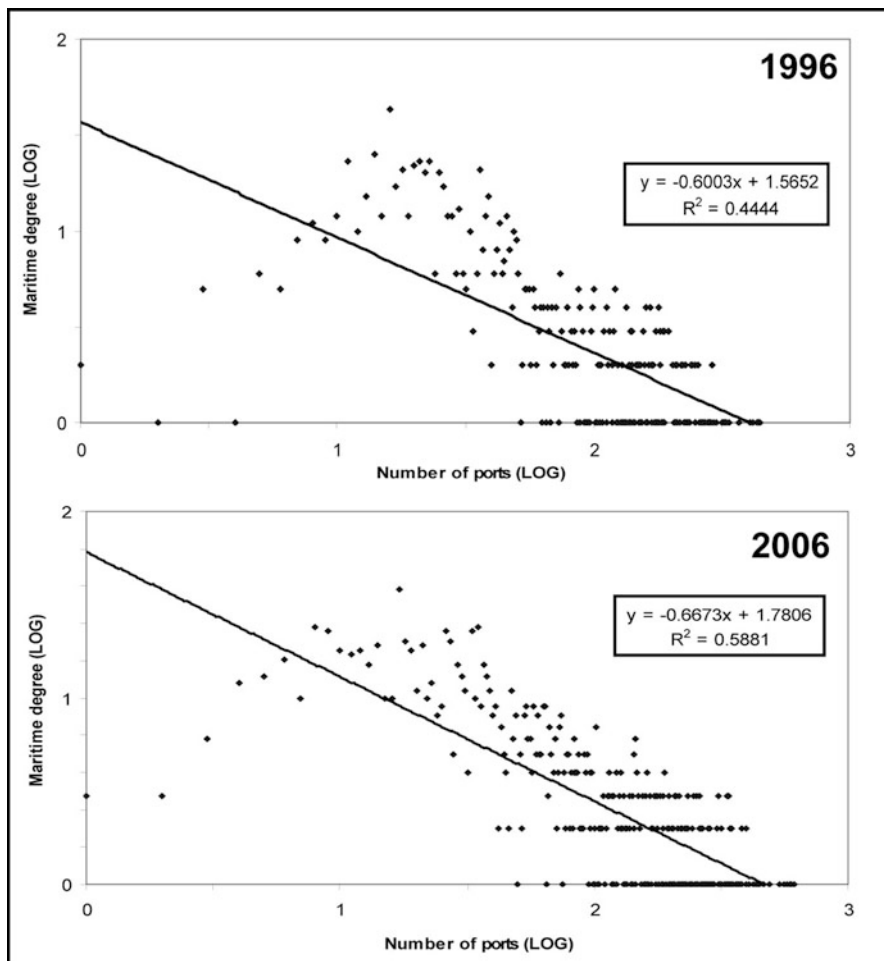 2
1996
y = -0.6003x + 1.5652
R² = 0.4444
Maritime degree (LOG)
1
0
0
1
2
3
Number of ports (LOG)
2
2006
y = -0.6673x + 1.7806
R² = 0.5881
Maritime degree (LOG)
1
0
0
1
2
3
Number of ports (LOG)